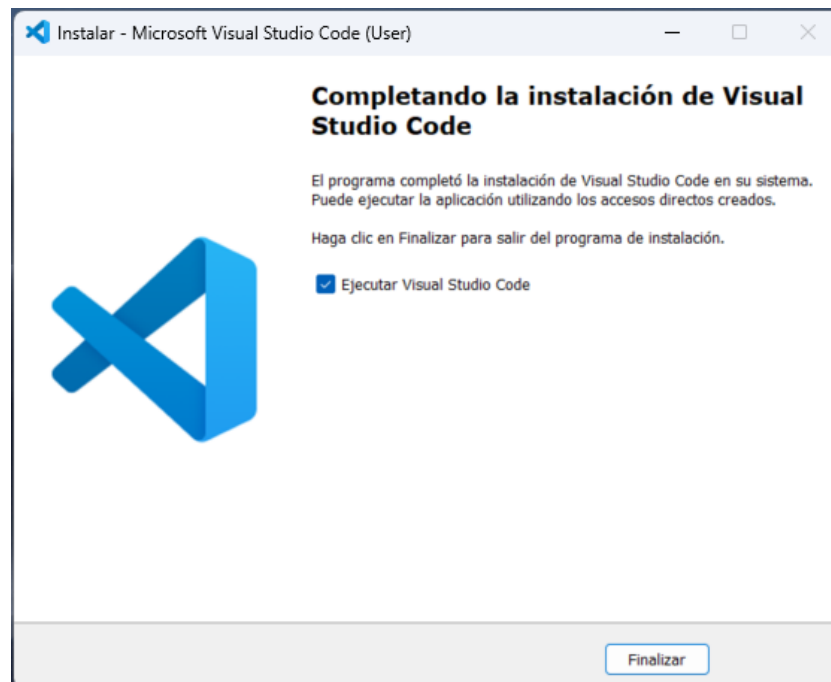 Instalar - Microsoft Visual Studio Code (User)
Completando la instalación de Visual
Studio Code
El programa completó la instalación de Visual Studio Code en su sistema.
Puede ejecutar la aplicación utilizando los accesos directos creados.
Haga clic en Finalizar para salir del programa de instalación.
Ejecutar Visual Studio Code
Finalizar